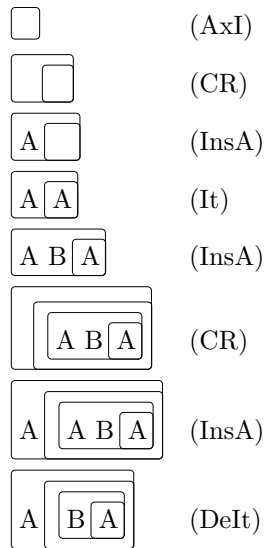 (AxI)
(CR)
A (InsA)
A A (It)
A B A (InsA)
A B A (CR)
A A B A (InsA)
A B A (DeIt)